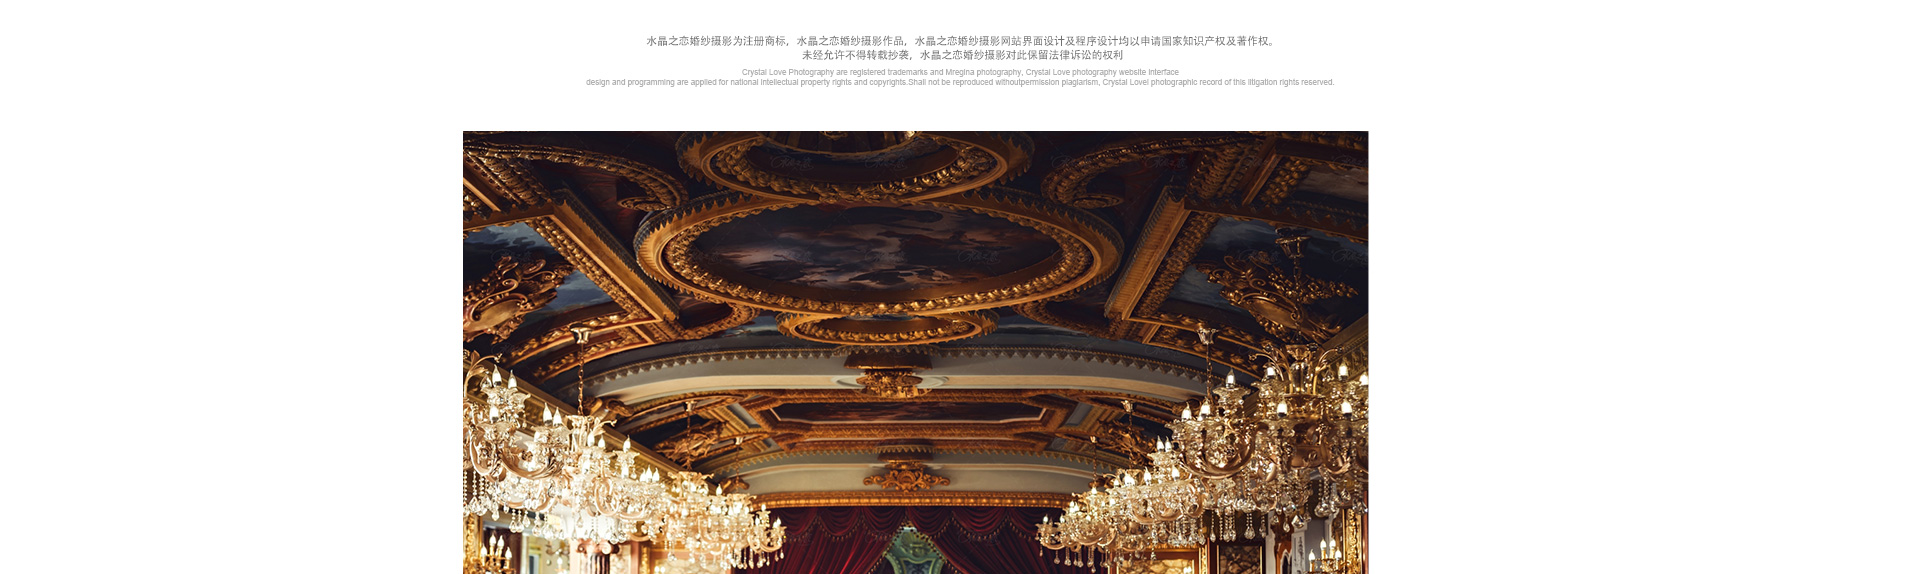 水晶之恋婚纱摄影为注册商标，水晶之恋婚纱摄影作品，水晶之恋婚纱摄影网站界面设计及程序设计均以申请国家知识产权及著作权。
未经允许不得转载抄袭，水晶之恋婚纱摄影对此保留法律诉讼的权利
Crystal Love Photography are registered trademarks and Mregina photography, Crystal Love photography website interface
design and programming are applied for national intellectual property rights and copyrights.Shall not be reproduced withoutpermission plagiarism, Crystal Lovel photographic record of this litigation rights reserved.